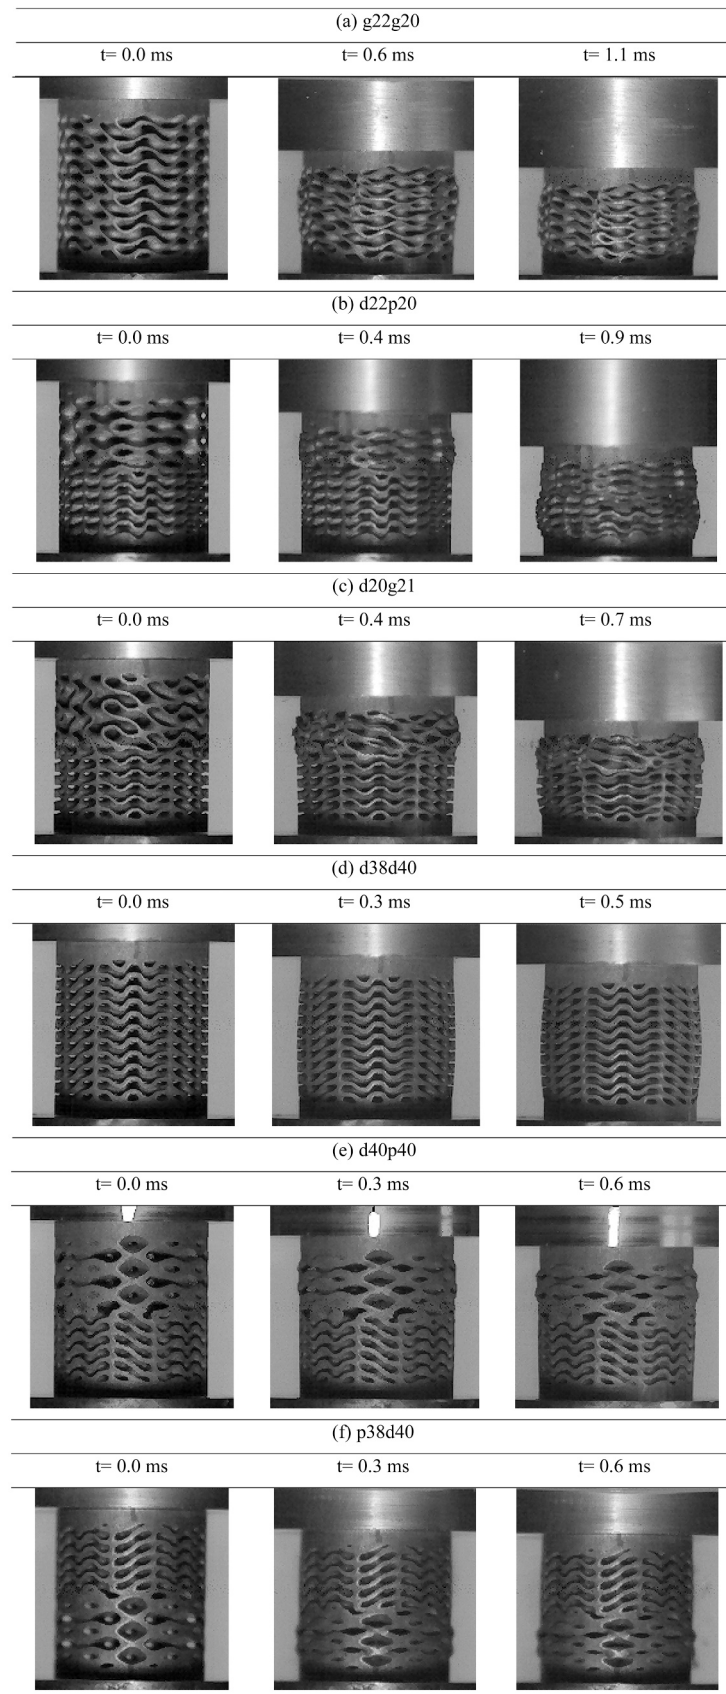 (a) g22g20
t= 0.0 ms t= 0.6 ms t= 1.1 ms
(b) d22p20
t= 0.0 ms t= 0.4 ms t= 0.9 ms
(c) d20g21
t= 0.0 ms t= 0.4 ms t= 0.7 ms
(d) d38d40
t= 0.0 ms t= 0.3 ms t= 0.5 ms
(e) d40p40
t= 0.0 ms t= 0.3 ms t= 0.6 ms
(f) p38d40
t= 0.0 ms t= 0.3 ms t= 0.6 ms